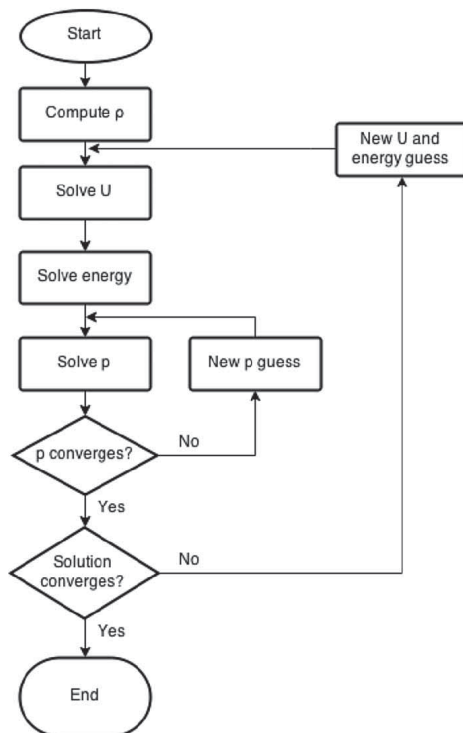 Start
Compute ρ
New U and
energy guess
Solve U
Solve energy
Solve p
New p guess
p converges?
No
Yes
Solution
converges?
No
Yes
End